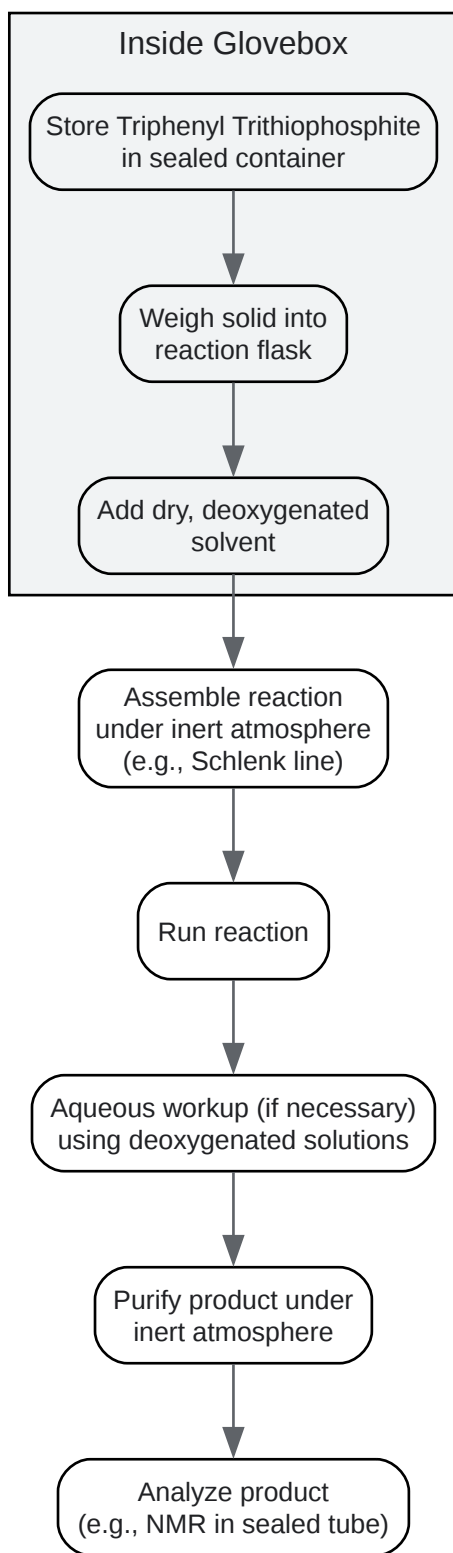 Inside Glovebox
Store Triphenyl Trithiophosphite
in sealed container
Weigh solid into
reaction flask
Add dry, deoxygenated
solvent
Assemble reaction
under inert atmosphere
(e.g., Schlenk line)
Run reaction
Aqueous workup (if necessary)
using deoxygenated solutions
Purify product under
inert atmosphere
Analyze product
(e.g., NMR in sealed tube)